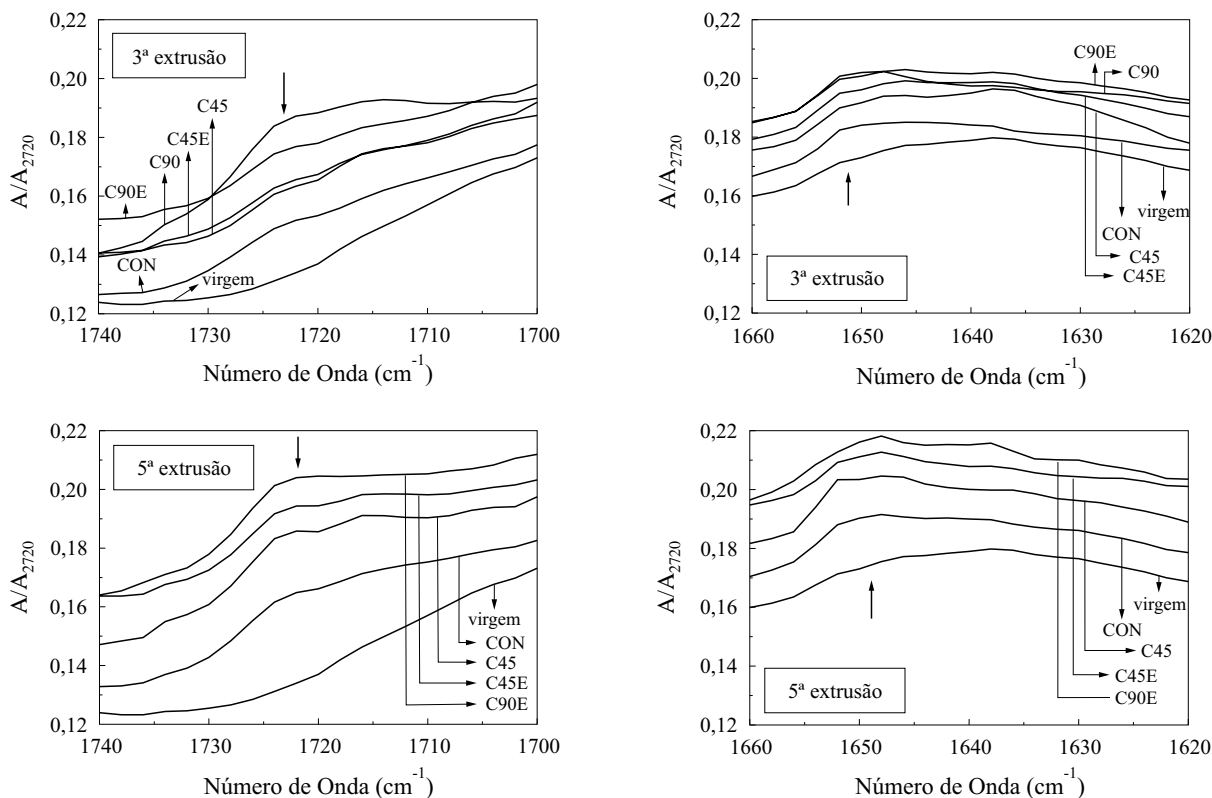 0,22
0,20
0,18
0,16
0,14
0,12
A/A2720
3ª extrusão
C45
C45E
C90
C90E
CON
virgem
1740 1730 1720 1710 1700
Número de Onda (cm-1)
0,22
0,20
0,18
0,16
0,14
0,12
A/A2720
C90E
C90
virgem
CON
C45
C45E
3ª extrusão
1660 1650 1640 1630 1620
Número de Onda (cm-1)
0,22
0,20
0,18
0,16
0,14
0,12
A/A2720
5ª extrusão
virgem
CON
C45
C45E
C90E
1740 1730 1720 1710 1700
Número de Onda (cm-1)
0,22
0,20
0,18
0,16
0,14
0,12
A/A2720
virgem
CON
C45
C45E
C90E
5ª extrusão
1660 1650 1640 1630 1620
Número de Onda (cm-1)